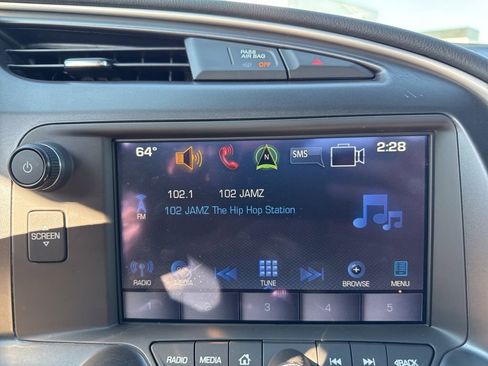 PASS
AIR BAG
OFF
64° N SMS 2:28
102.1 102 JAMZ
FM 102 JAMZ The Hip Hop Station
SCREEN
RADIO MEDIA TUNE BROWSE MENU
1 2 3 4 5
RADIO MEDIA BACK